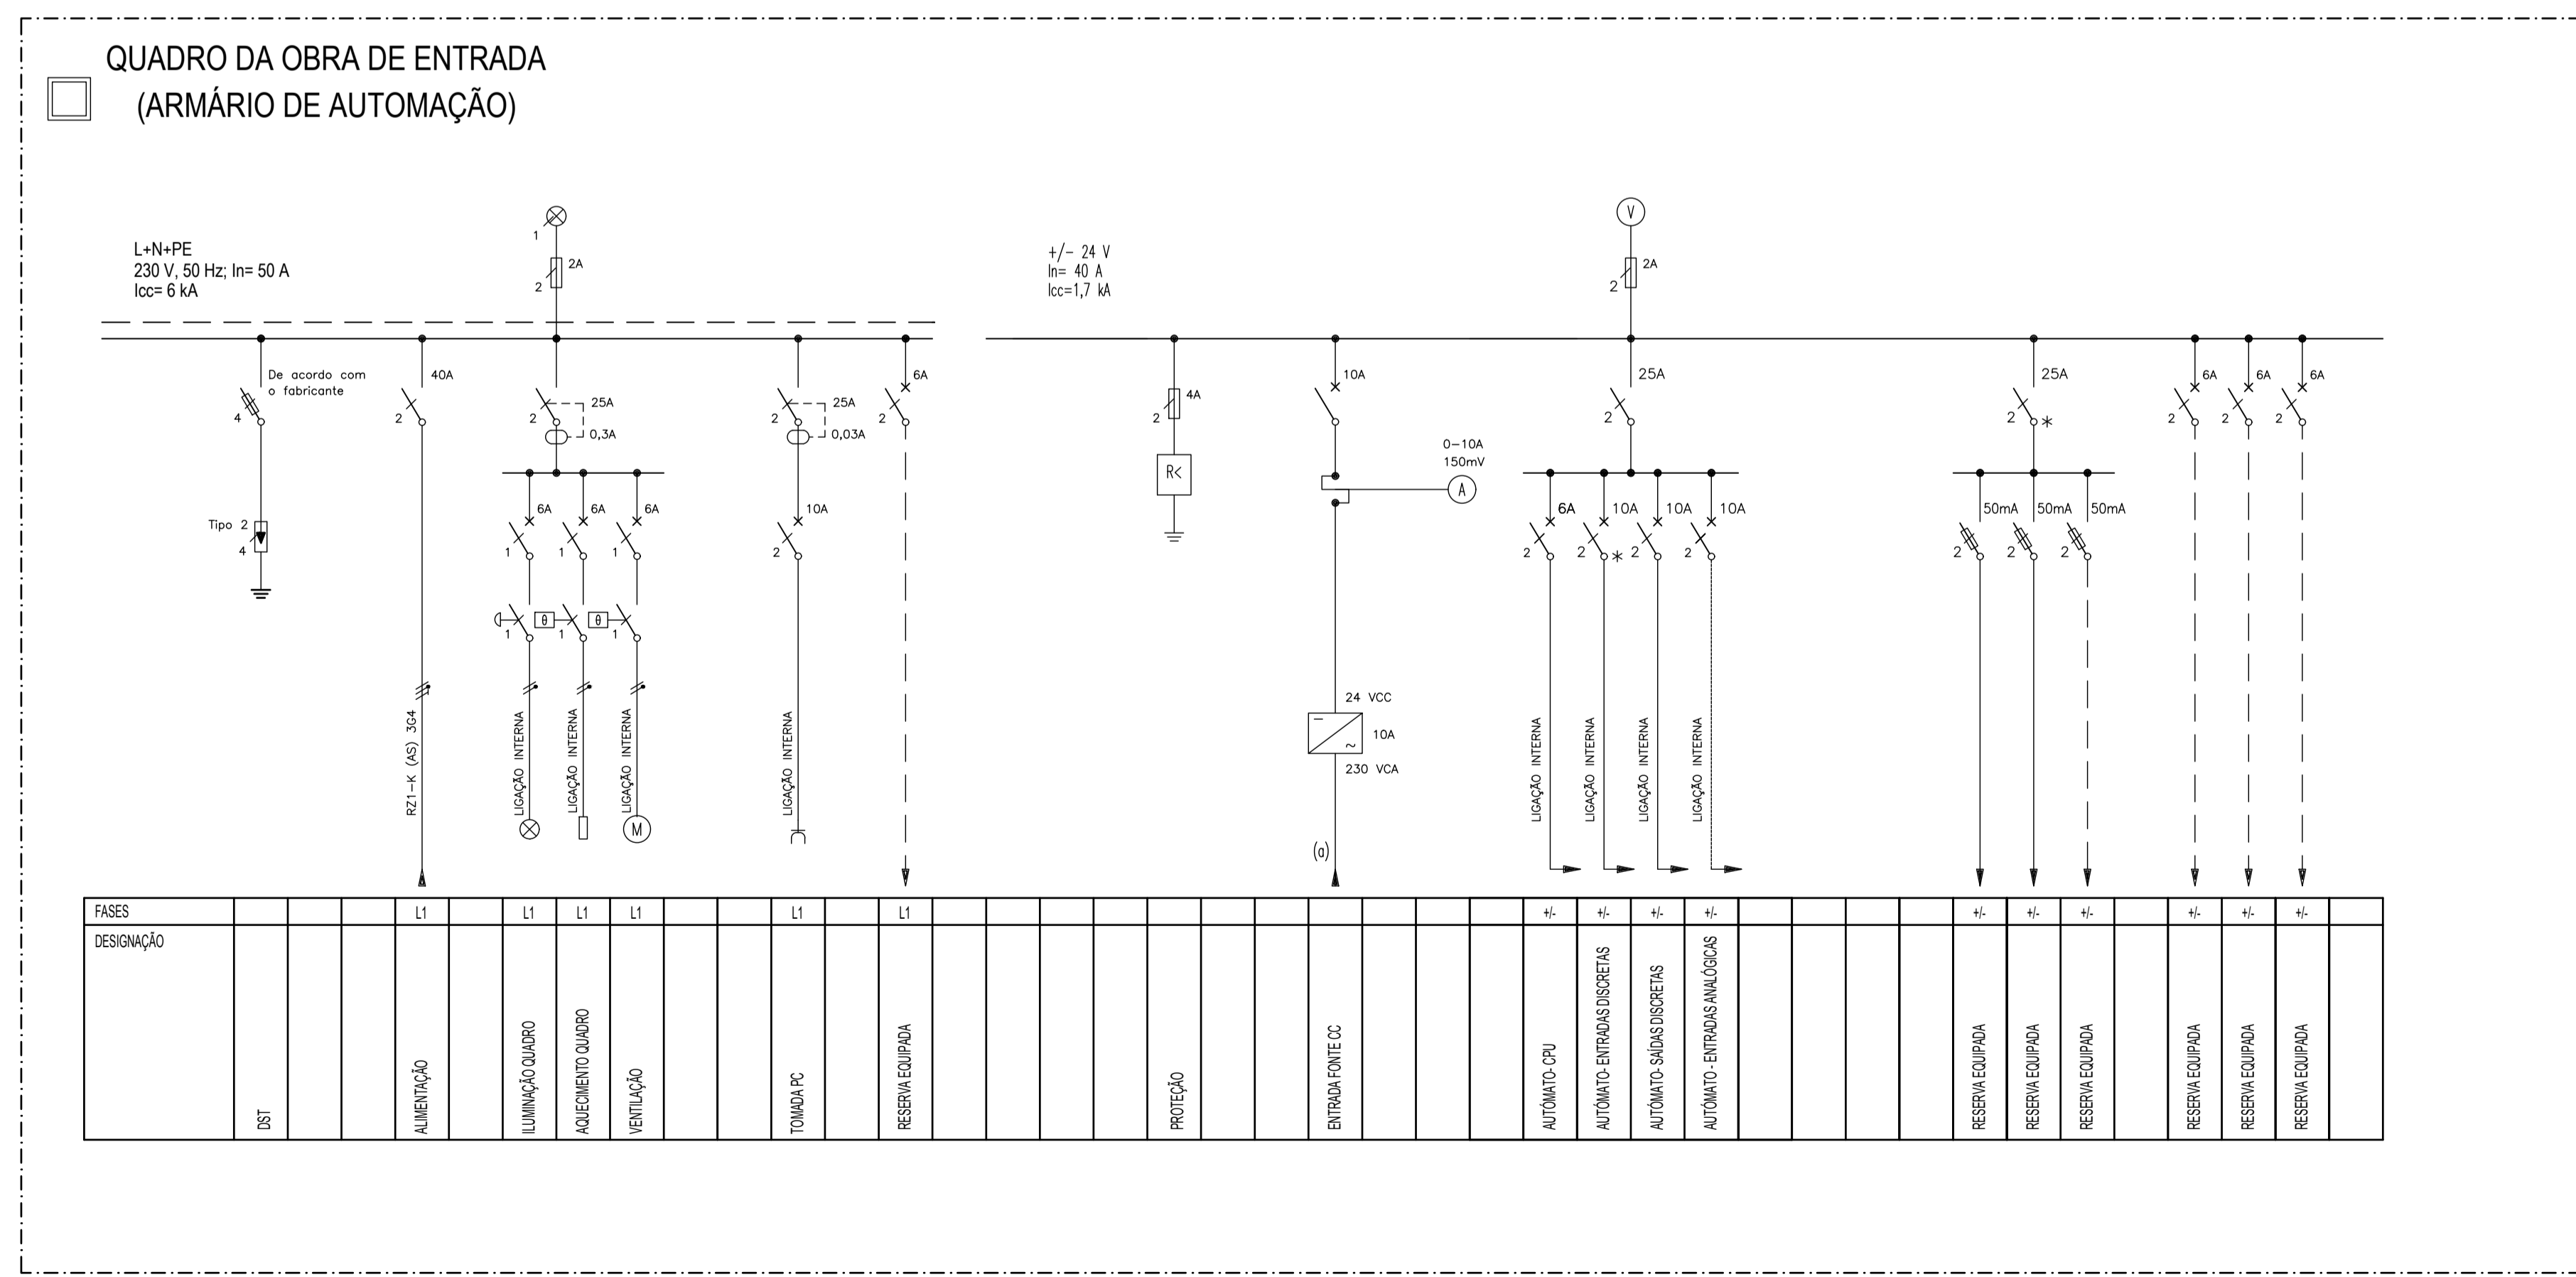 QUADRO DA OBRA DE ENTRADA
(ARMÁRIO DE AUTOMAÇÃO)
L+N+PE
230 V, 50 Hz; In= 50 A
Icc= 6 kA
1
2A
2
+/- 24 V
In= 40 A
Icc=1,7 kA
V
2A
2
De acordo com
o fabricante
4
Tipo 2
4
40A
2
RZ1-K (AS) 3G4
25A
2
0,3A
6A
6A
6A
1
1
1
θ
θ
1
1
1
LIGAÇÃO INTERNA
LIGAÇÃO INTERNA
LIGAÇÃO INTERNA
M
25A
2
0,03A
10A
2
LIGAÇÃO INTERNA
6A
2
4A
2
R<
10A
0-10A
150mV
A
24 VCC
10A
230 VCA
(a)
25A
2
6A
10A
10A
10A
2
2
*
2
2
LIGAÇÃO INTERNA
LIGAÇÃO INTERNA
LIGAÇÃO INTERNA
LIGAÇÃO INTERNA
25A
2
*
50mA
50mA
50mA
2
2
2
6A
6A
6A
2
2
2
FASES
L1
L1
L1
L1
L1
L1
+/-
+/-
+/-
+/-
+/-
+/-
+/-
+/-
+/-
+/-
DESIGNAÇÃO
DST
ALIMENTAÇÃO
ILUMINAÇÃO QUADRO
AQUECIMENTO QUADRO
VENTILAÇÃO
TOMADA PC
RESERVA EQUIPADA
PROTEÇÃO
ENTRADA FONTE CC
AUTÓMATO- CPU
AUTÓMATO- ENTRADAS DISCRETAS
AUTÓMATO- SAÍDAS DISCRETAS
AUTÓMATO - ENTRADAS ANALÓGICAS
RESERVA EQUIPADA
RESERVA EQUIPADA
RESERVA EQUIPADA
RESERVA EQUIPADA
RESERVA EQUIPADA
RESERVA EQUIPADA